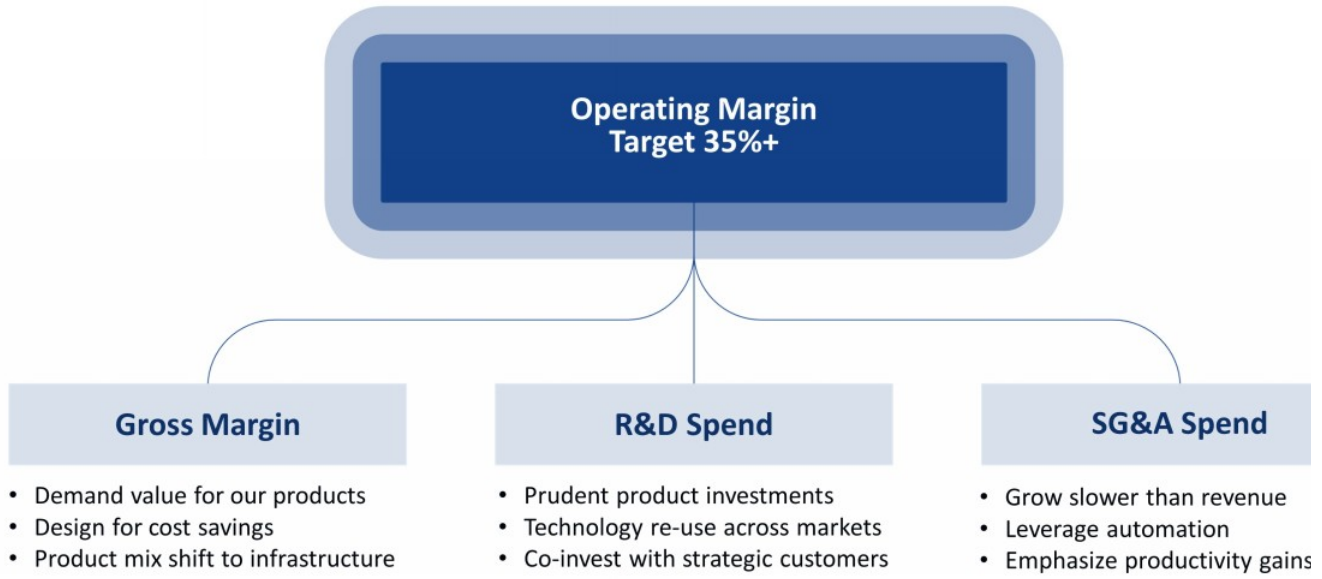 Operating Margin
Target 35%+
Gross Margin
• Demand value for our products
• Design for cost savings
• Product mix shift to infrastructure
R&D Spend
• Prudent product investments
• Technology re-use across markets
• Co-invest with strategic customers
SG&A Spend
• Grow slower than revenue
• Leverage automation
• Emphasize productivity gains